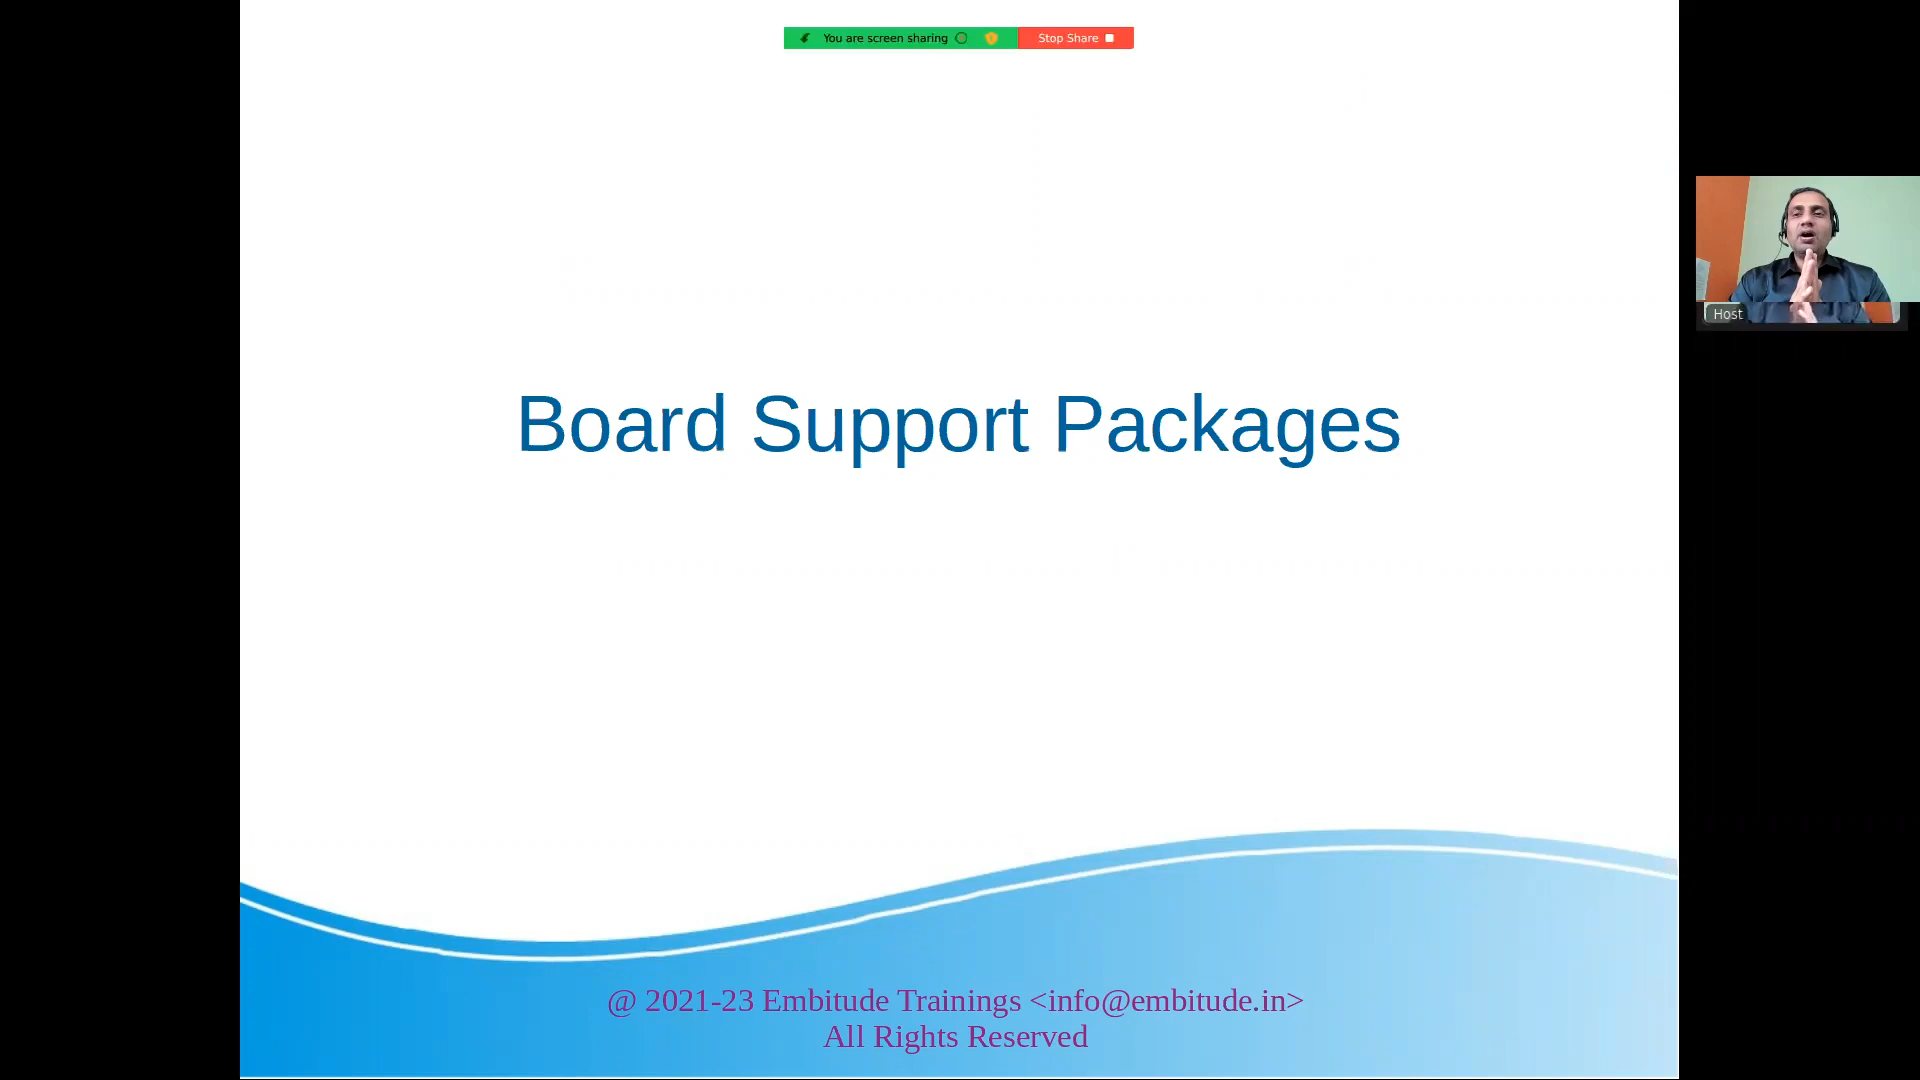 You are screen sharing
Stop Share
Host
Board Support Packages
@ 2021-23 Embitude Trainings <info@embitude.in>
All Rights Reserved